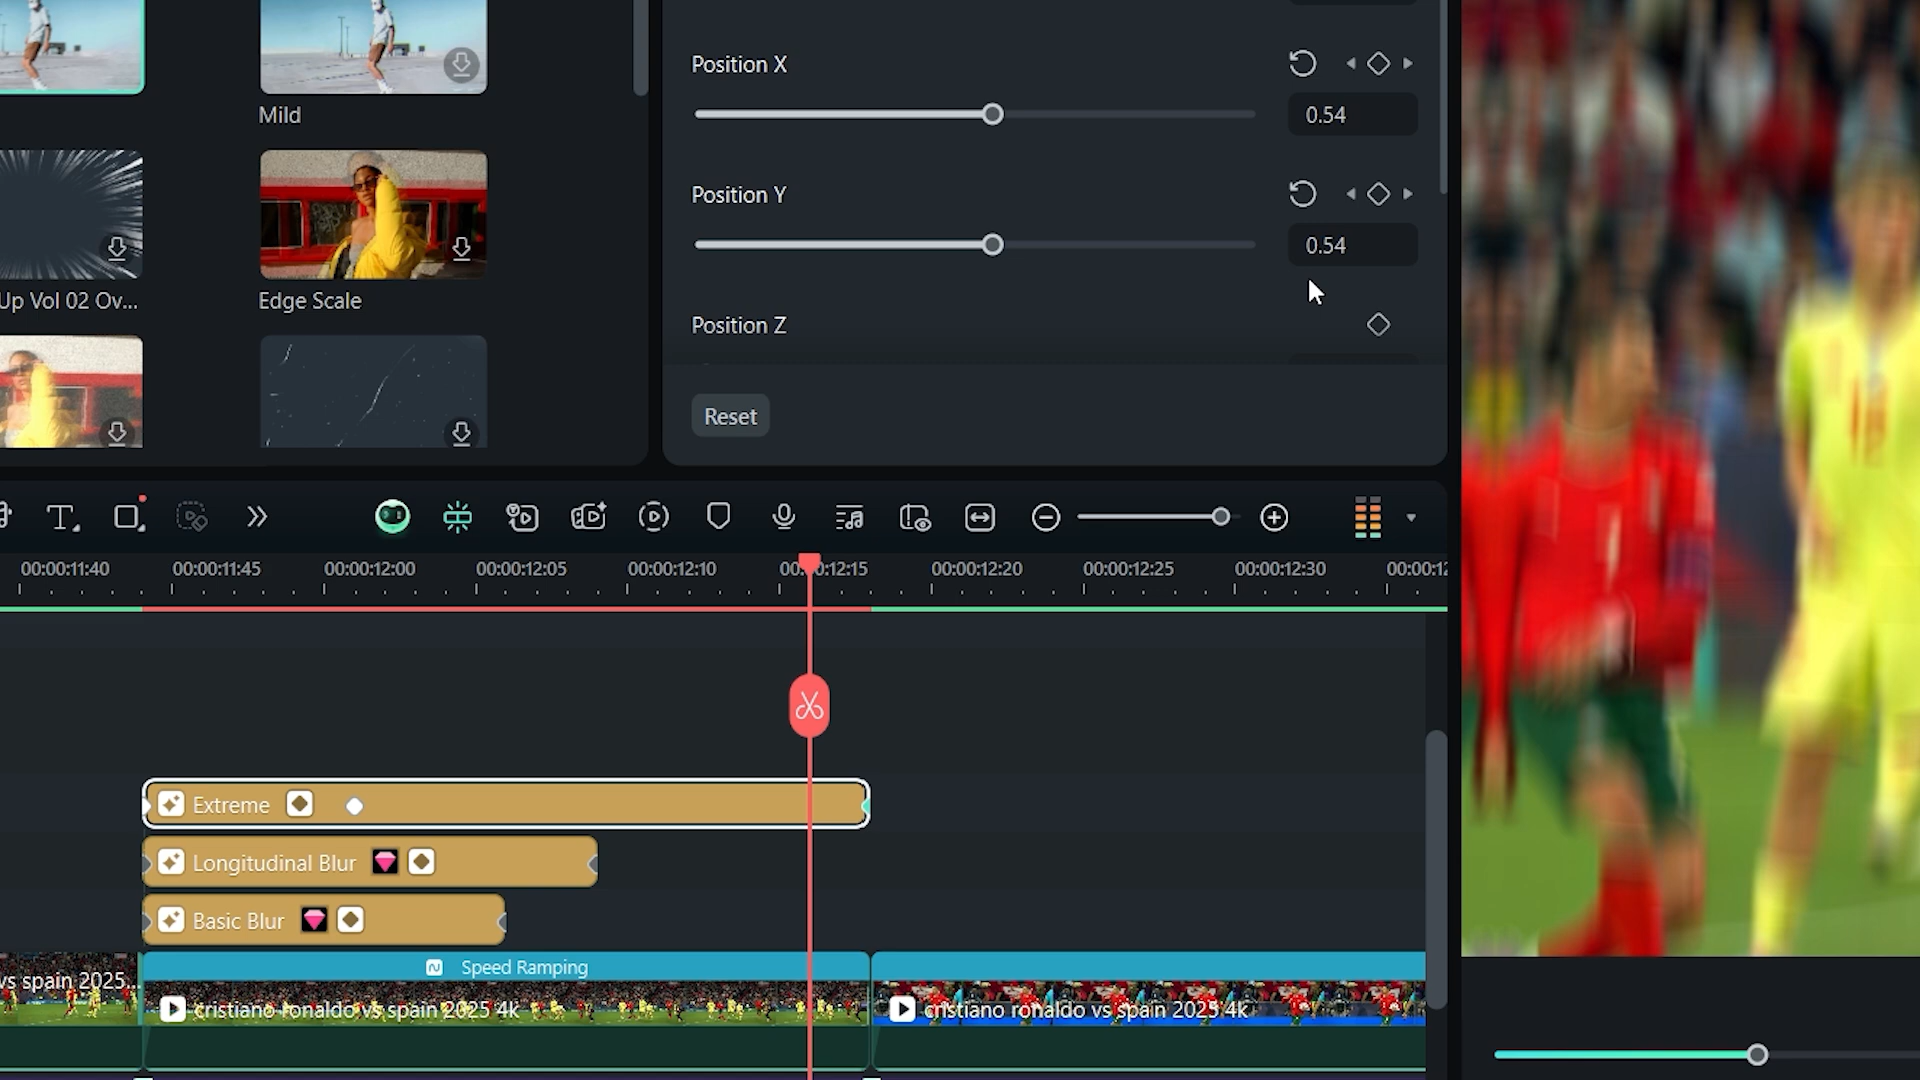 Mild
Up Vol 02 Ov...
Edge Scale
Position X
0.54
Position Y
0.54
Position Z
Reset
00:00:11:40
00:00:11:45
00:00:12:00
00:00:12:05
00:00:12:10
00:00:12:15
00:00:12:20
00:00:12:25
00:00:12:30
00:00:12
Extreme
Longitudinal Blur
Basic Blur
Speed Ramping
vs spain 2025...
cristiano ronaldo vs spain 2025 4k
cristiano ronaldo vs spain 2025 4k